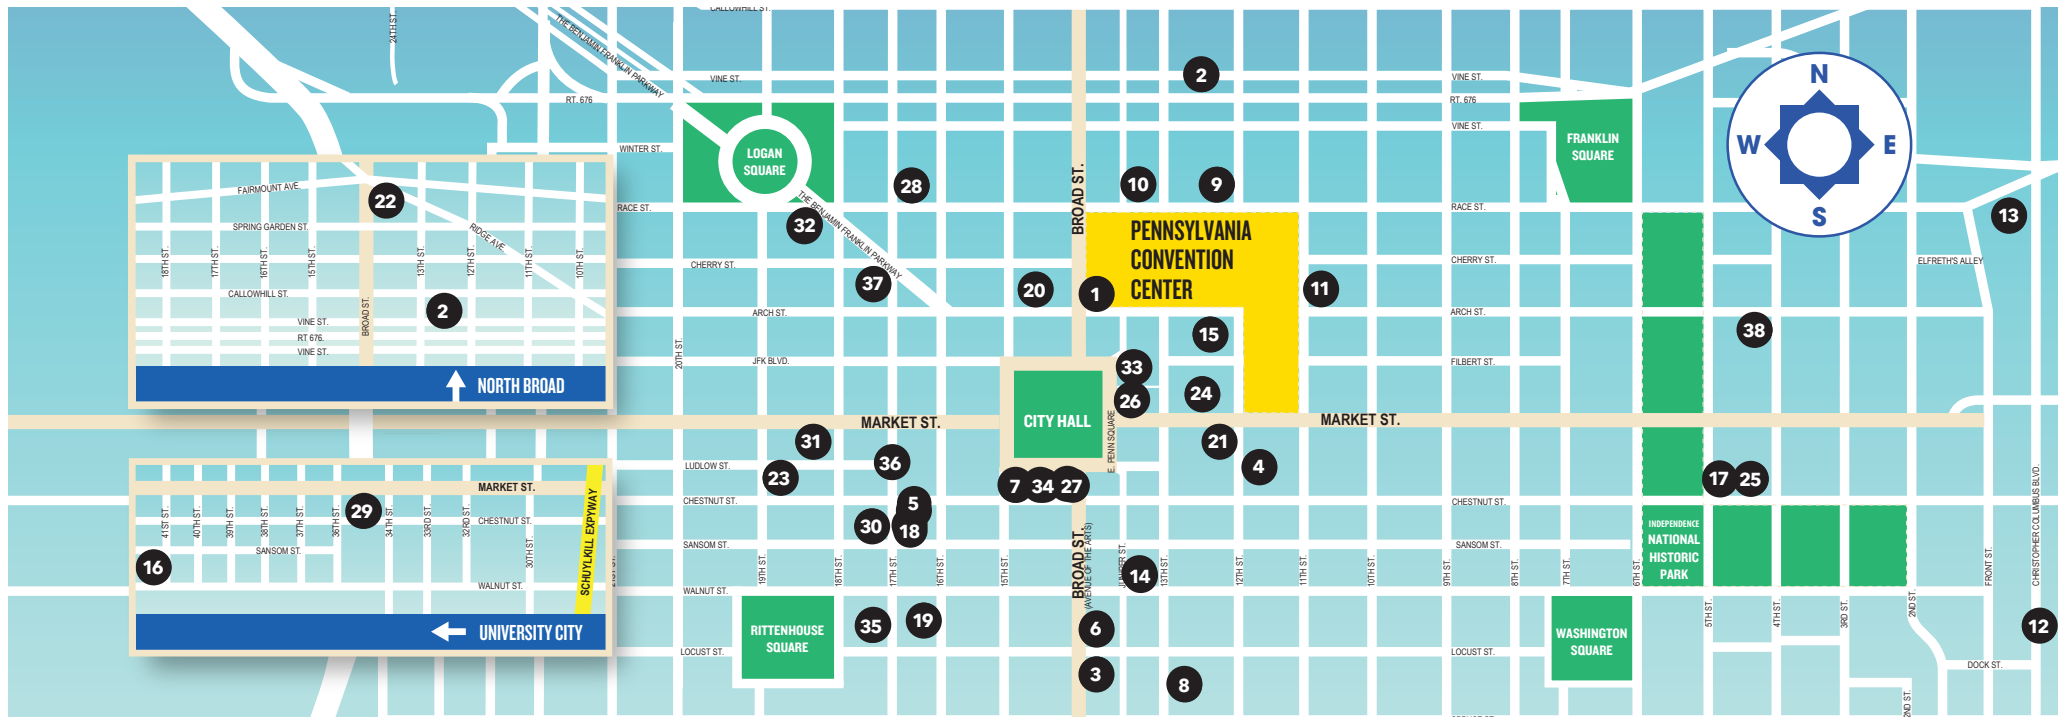 CALLOWHILL ST.
24TH ST.
THE BENJAMIN FRANKLIN PARKWAY
VINE ST.
2
VINE ST.
RT. 676
RT. 676
VINE ST.
WINTER ST.
LOGAN
SQUARE
FRANKLIN
SQUARE
N
W
E
S
28
10
9
RACE ST.
RACE ST.
32
THE BENJAMIN FRANKLIN PARKWAY
BROAD ST.
13
PENNSYLVANIA
CONVENTION
CENTER
CHERRY ST.
CHERRY ST.
ELFRETH'S ALLEY
37
20
1
11
ARCH ST.
ARCH ST.
15
38
20TH ST.
JFK BLVD.
FILBERT ST.
33
26
24
CITY HALL
E. PENN SQUARE
MARKET ST.
MARKET ST.
31
21
LUDLOW ST.
36
4
23
7
34
27
17
25
CHESTNUT ST.
CHESTNUT ST.
5
30
18
CHRISTOPHER COLUMBUS BLVD.
INDEPENDENCE
NATIONAL
HISTORIC
PARK
SANSOM ST.
SANSOM ST.
BROAD ST.
(AVENUE OF THE ARTS)
14
19TH ST.
18TH ST.
17TH ST.
16TH ST.
15TH ST.
13TH ST.
12TH ST.
11TH ST.
10TH ST.
9TH ST.
8TH ST.
7TH ST.
6TH ST.
FRONT ST.
WALNUT ST.
5TH ST.
4TH ST.
3RD ST.
2ND ST.
RITTENHOUSE
SQUARE
35
19
6
WASHINGTON
SQUARE
12
LOCUST ST.
LOCUST ST.
DOCK ST.
3
8
2ND ST.
FAIRMOUNT AVE.
22
SPRING GARDEN ST.
RIDGE AVE.
18TH ST.
17TH ST.
16TH ST.
15TH ST.
13TH ST.
12TH ST.
11TH ST.
10TH ST.
CALLOWHILL ST.
BROAD ST.
2
VINE ST.
RT 676.
VINE ST.
NORTH BROAD
MARKET ST.
29
41ST ST.
40TH ST.
39TH ST.
38TH ST.
37TH ST.
36TH ST.
34TH ST.
33RD ST.
32RD ST.
30TH ST.
CHESTNUT ST.
SANSOM ST.
16
WALNUT ST.
SCHUYLKILL EXPYWAY
UNIVERSITY CITY